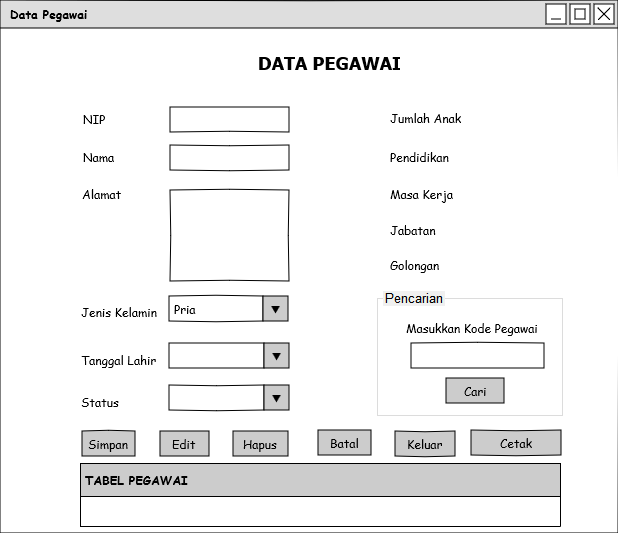 Data Pegawai
DATA PEGAWAI
NIP
Nama
Alamat
Jenis Kelamin
Pria
Tanggal Lahir
Status
Jumlah Anak
Pendidikan
Masa Kerja
Jabatan
Golongan
Pencarian
Masukkan Kode Pegawai
Cari
Simpan
Edit
Hapus
Batal
Keluar
Cetak
TABEL PEGAWAI